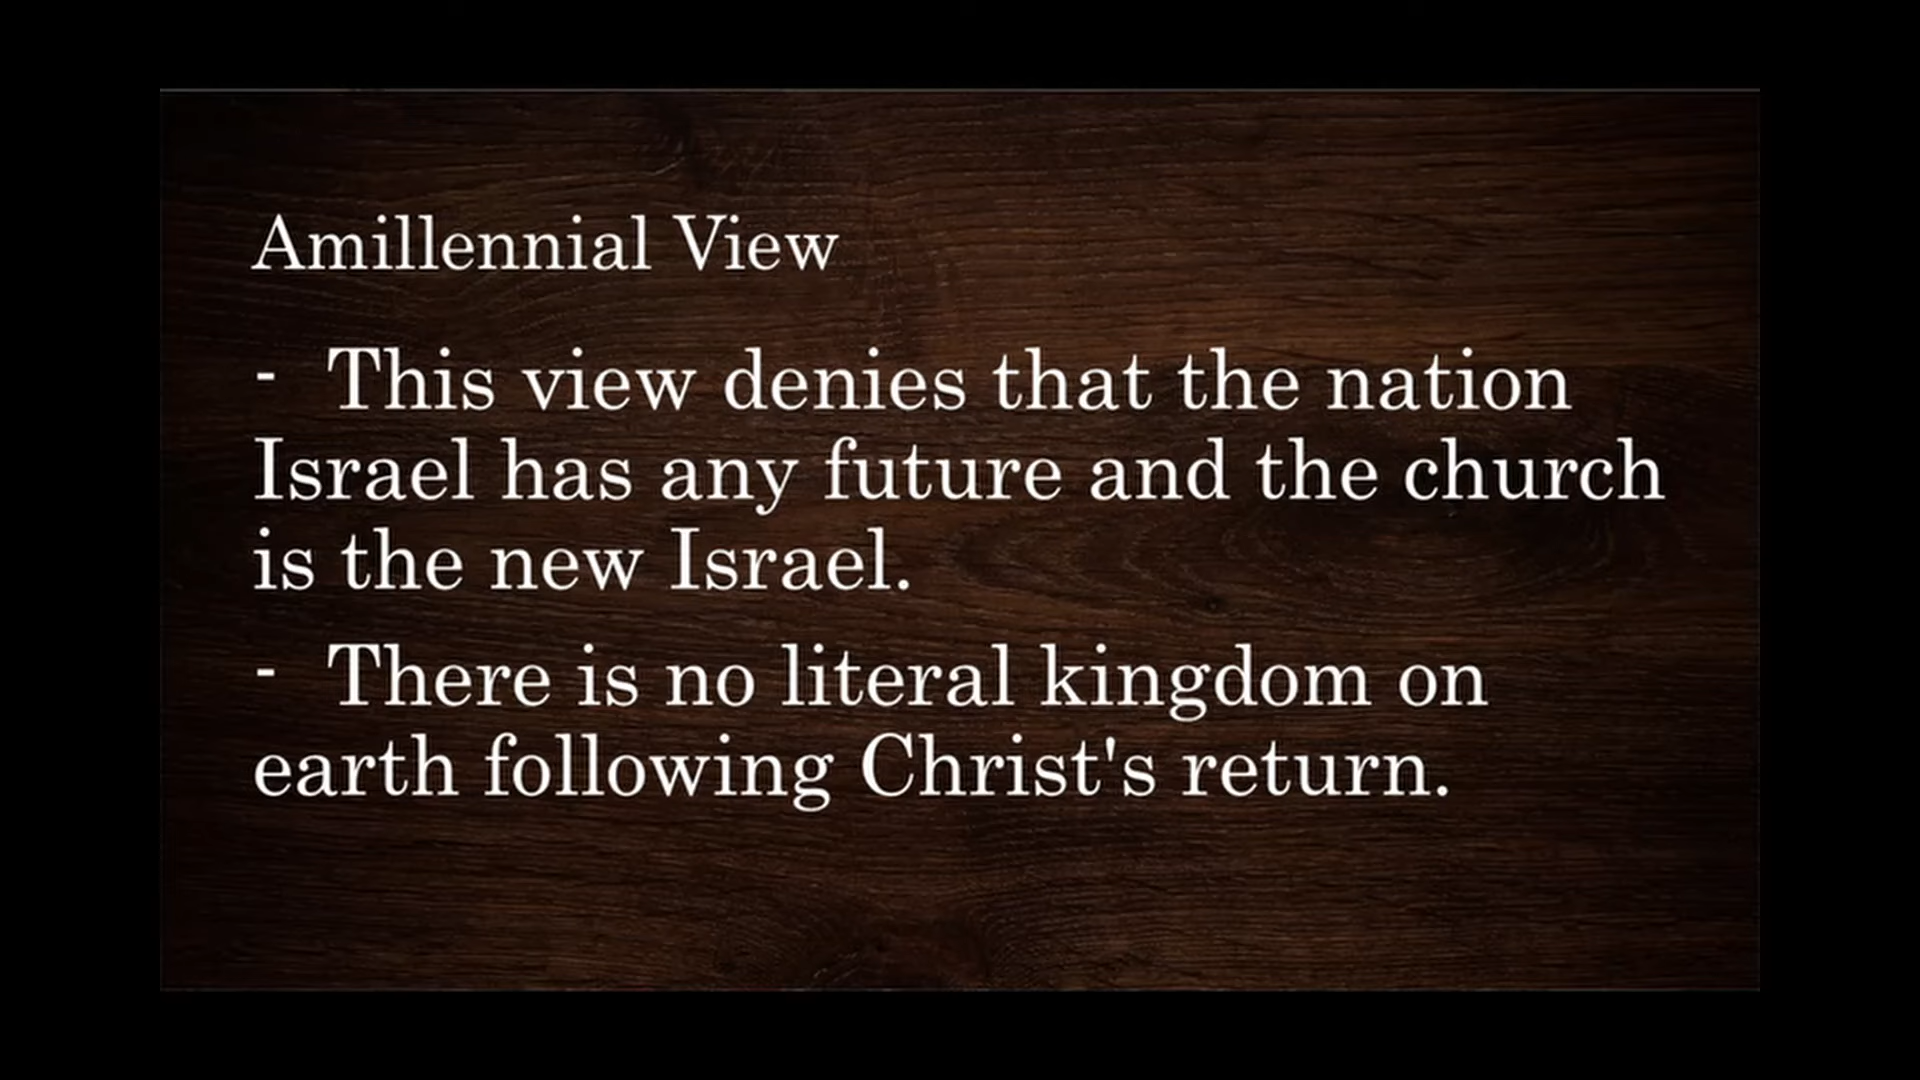 Amillennial View
- This view denies that the nation
Israel has any future and the church
is the new Israel.
- There is no literal kingdom on
earth following Christ's return.